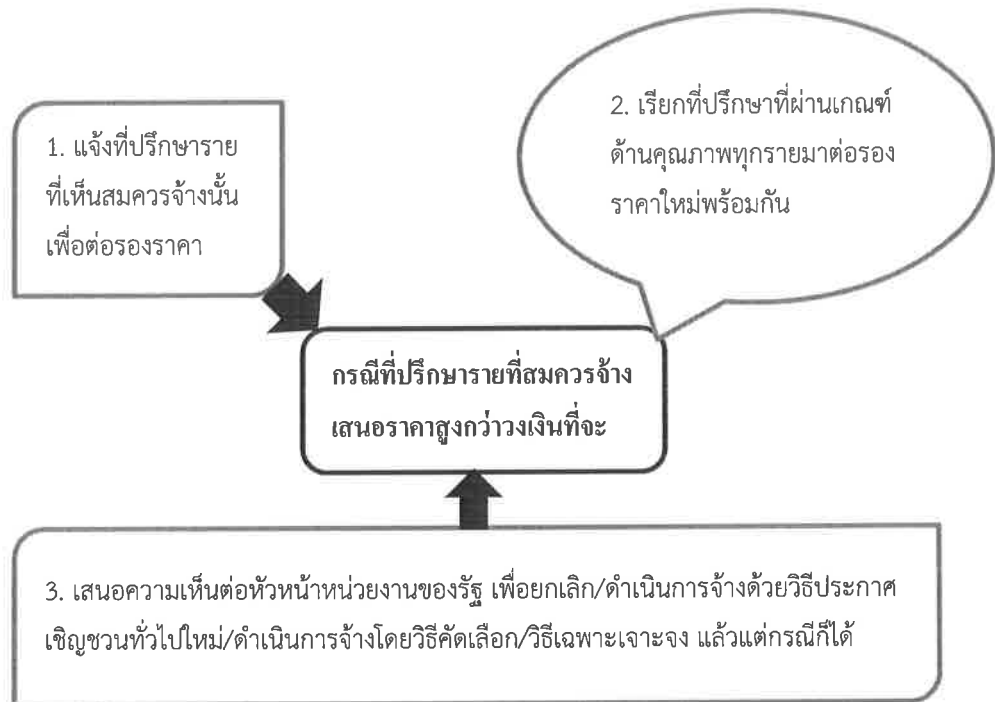 1. แจ้งที่ปรึกษาราย
ที่เห็นสมควรจ้างนั้น
เพื่อต่อรองราคา
2. เรียกที่ปรึกษาที่ผ่านเกณฑ์
ด้านคุณภาพทุกรายมาต่อรอง
ราคาใหม่พร้อมกัน
กรณีที่ปรึกษารายที่สมควรจ้าง
เสนอราคาสูงกว่าวงเงินที่จะ
3. เสนอความเห็นต่อหัวหน้าหน่วยงานของรัฐ เพื่อยกเลิก/ดำเนินการจ้างด้วยวิธีประกาศ
เชิญชวนทั่วไปใหม่/ดำเนินการจ้างโดยวิธีคัดเลือก/วิธีเฉพาะเจาะจง แล้วแต่กรณีก็ได้